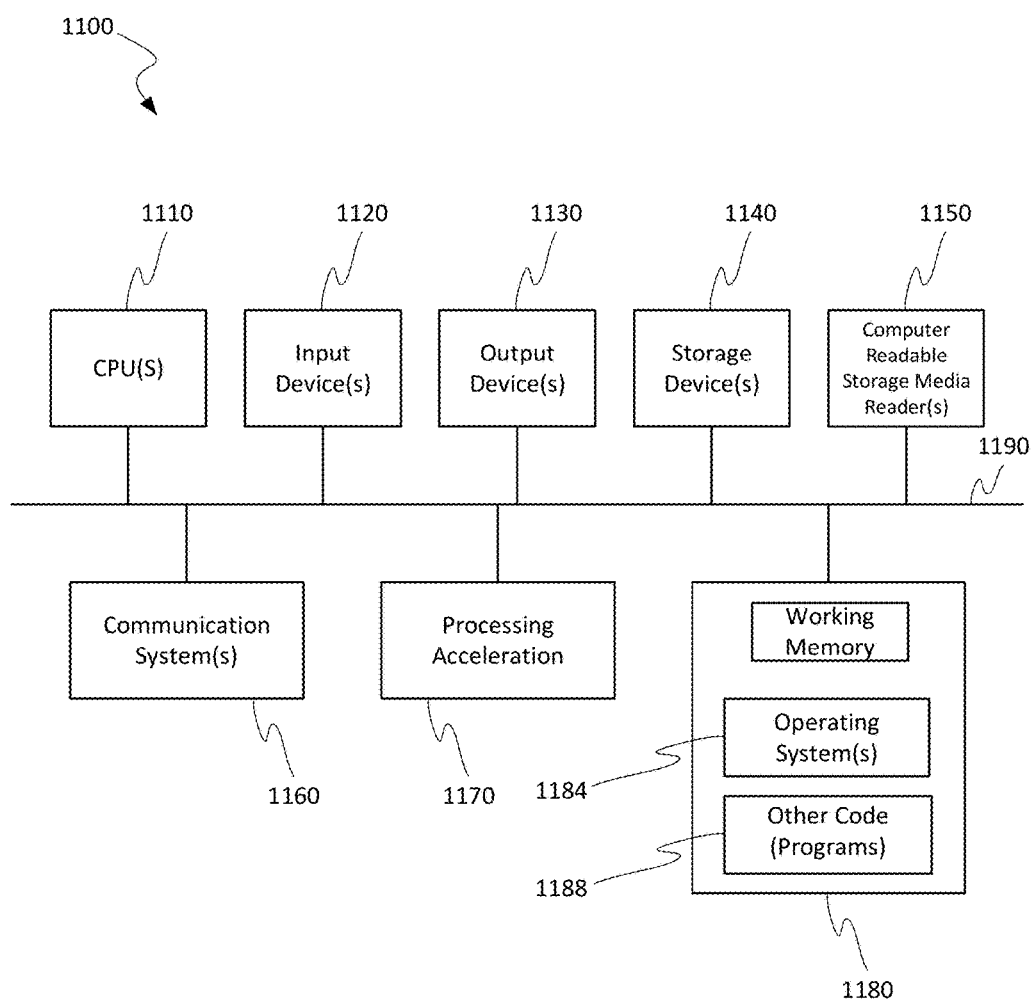 1100
1110
1120
1130
1140
1150
CPU(S)
Input
Device(s)
Output
Device(s)
Storage
Device(s)
Computer
Readable
Storage Media
Reader(s)
1190
Communication
System(s)
Processing
Acceleration
Working
Memory
Operating
System(s)
Other Code
(Programs)
1160
1170
1184
1188
1180